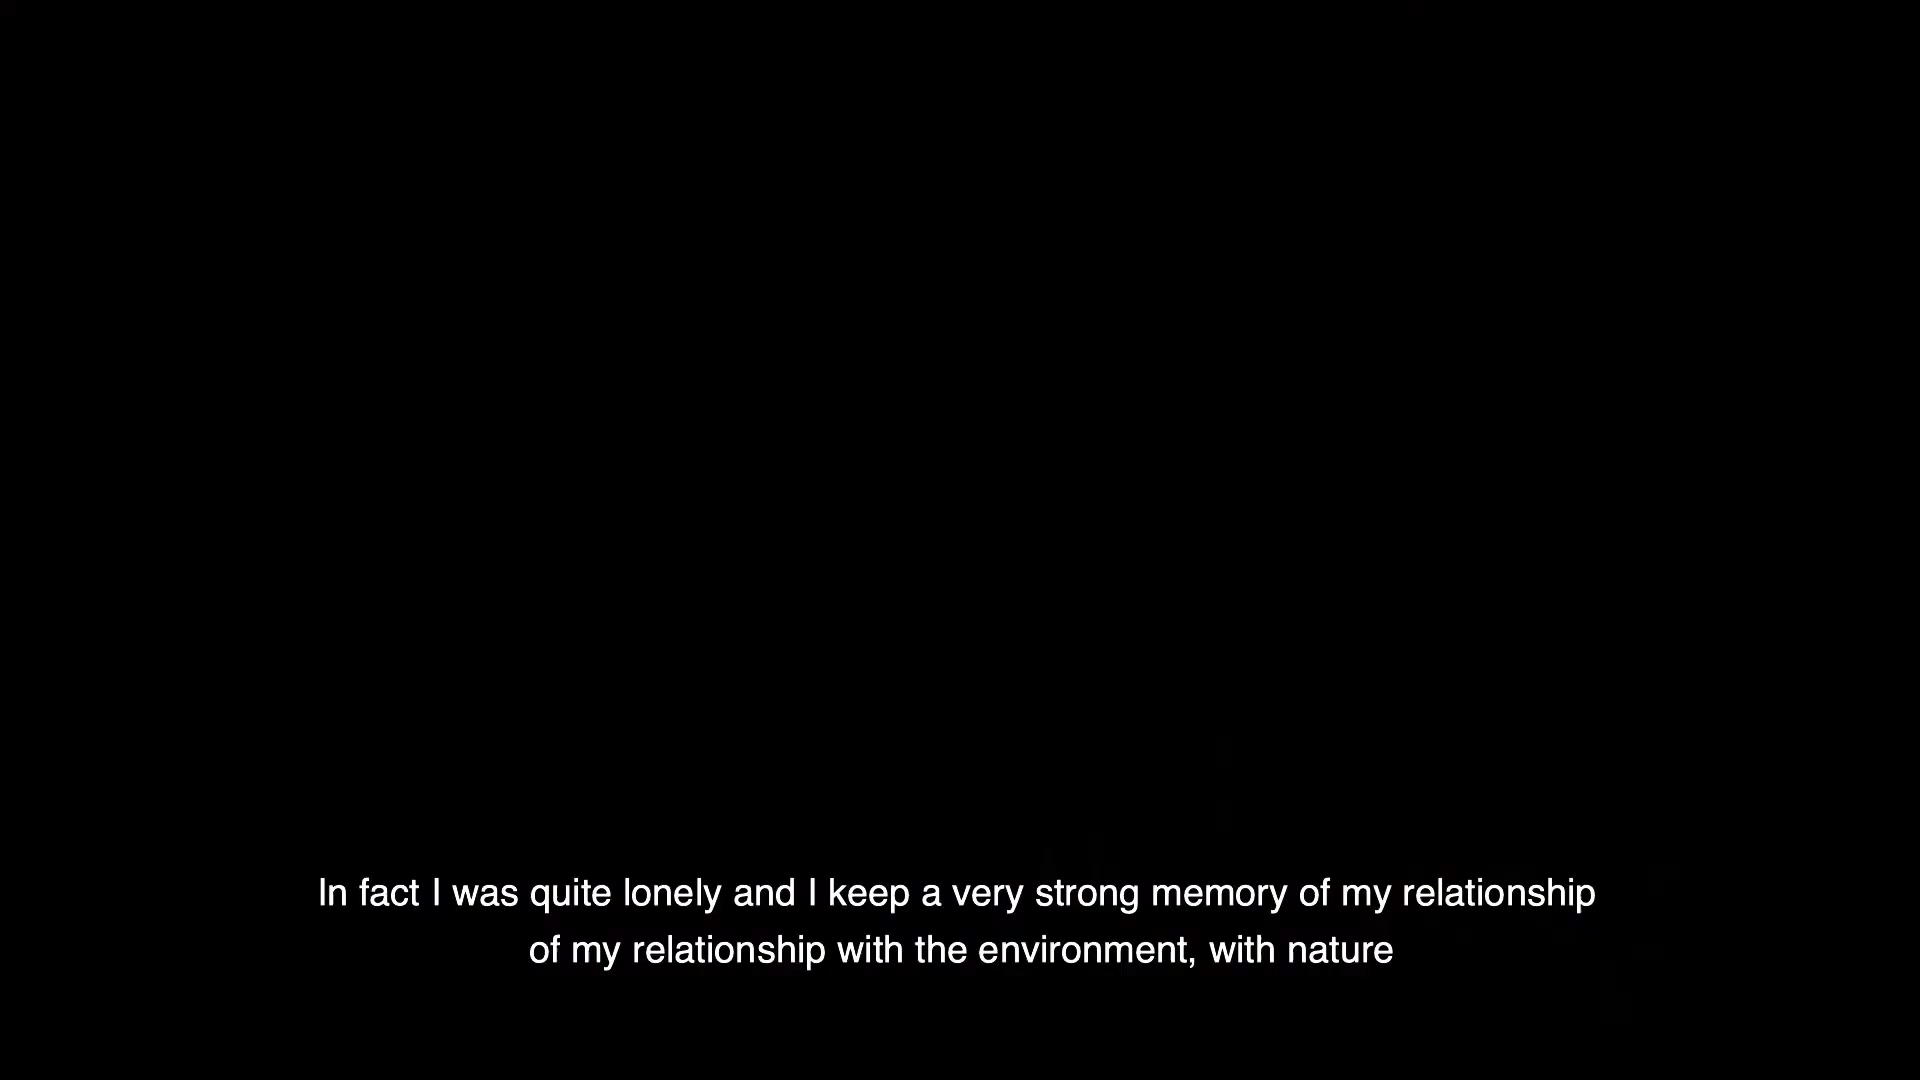 In fact I was quite lonely and I keep a very strong memory of my relationship
of my relationship with the environment, with nature